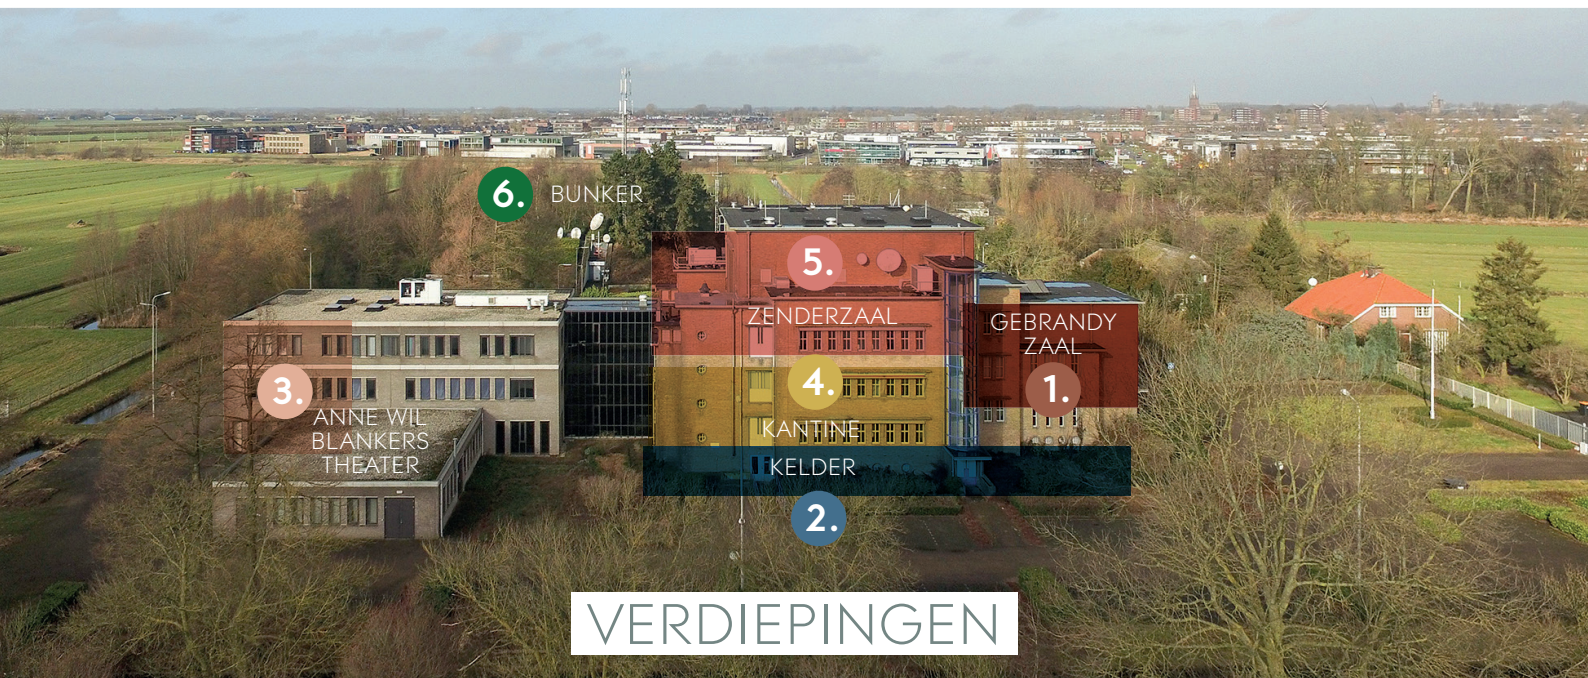 6. BUNKER
5.
ZENDERZAAL
GEBRANDY
ZAAL
1.
4.
3.
ANNE WIL
BLANKERS
THEATER
KANTINE
KELDER
2.
VERDIEPINGEN